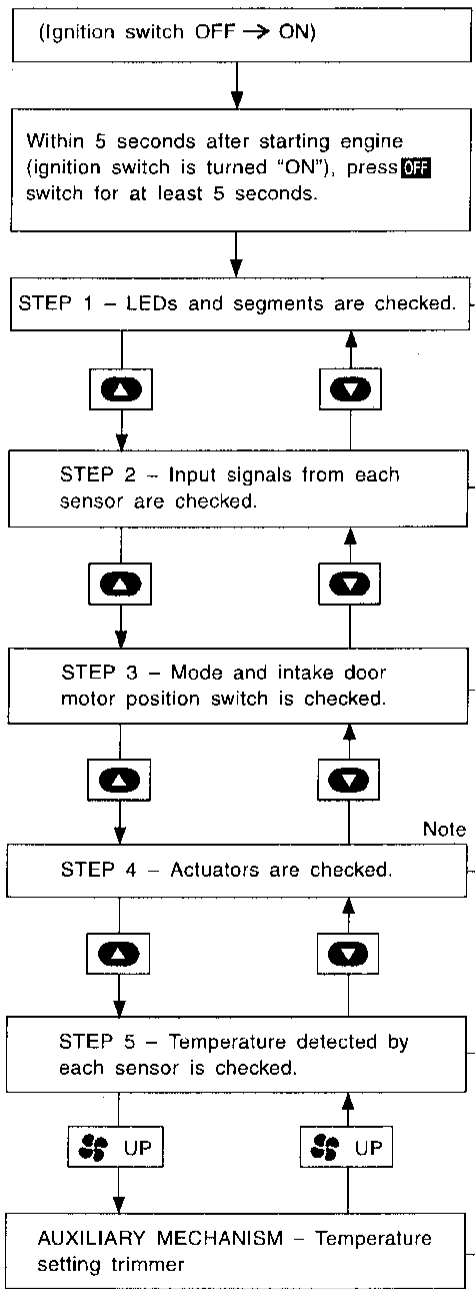 (Ignition switch OFF → ON)
Within 5 seconds after starting engine
(ignition switch is turned “ON”), press OFF
switch for at least 5 seconds.
STEP 1 – LEDs and segments are checked.
STEP 2 – Input signals from each
sensor are checked.
STEP 3 – Mode and intake door
motor position switch is checked.
Note
STEP 4 – Actuators are checked.
STEP 5 – Temperature detected by
each sensor is checked.
UP UP
AUXILIARY MECHANISM – Temperature
setting trimmer